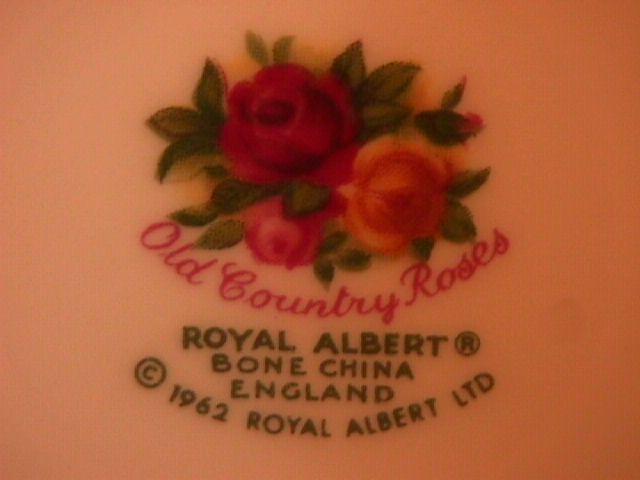 Old Country Roses
ROYAL ALBERT ®
BONE CHINA
ENGLAND
© 1962 ROYAL ALBERT LTD